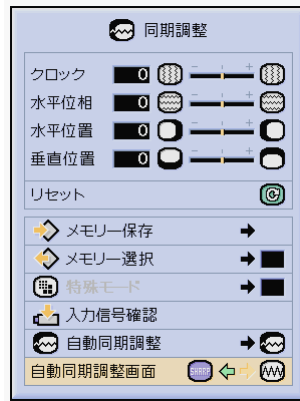 同期調整
クロック 0 - +
水平位相 0 - +
水平位置 0 - +
垂直位置 0 - +
リセット
メモリー保存
メモリー選択
特殊モード
入力信号確認
自動同期調整
自動同期調整画面 SHARP